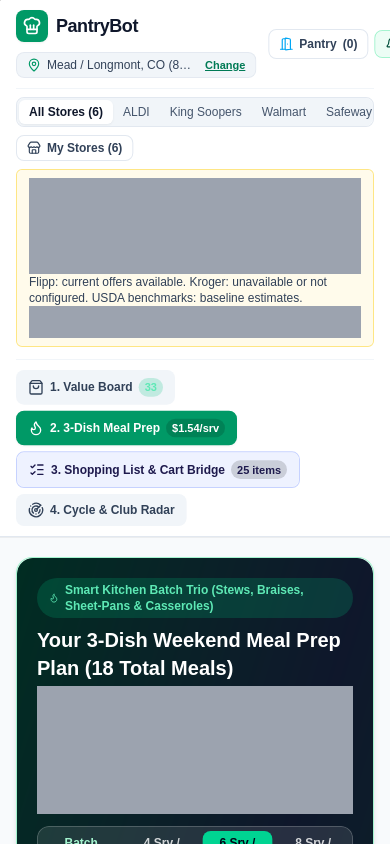 PantryBot
Pantry (0)
Mead / Longmont, CO (8… Change
All Stores (6) ALDI King Soopers Walmart Safeway
My Stores (6)
Flipp: current offers available. Kroger: unavailable or not
configured. USDA benchmarks: baseline estimates.
1. Value Board 33
2. 3-Dish Meal Prep $1.54/srv
3. Shopping List & Cart Bridge 25 items
4. Cycle & Club Radar
Smart Kitchen Batch Trio (Stews, Braises,
Sheet-Pans & Casseroles)
Your 3-Dish Weekend Meal Prep
Plan (18 Total Meals)
Batch 4 Srv / 6 Srv / 8 Srv /